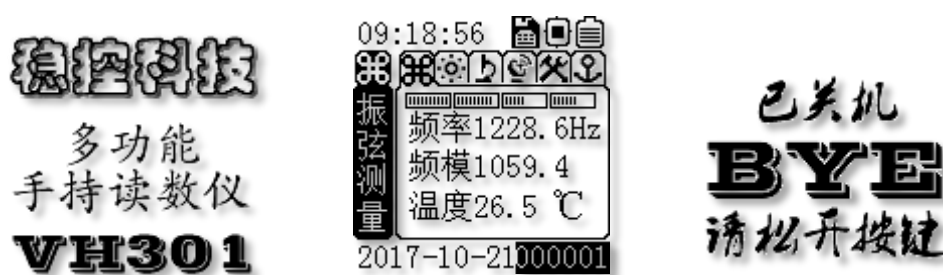 稳控科技
多功能
手持读数仪
VH301
09:18:56
振弦测量
频率1228.6Hz
频模1059.4
温度26.5 ℃
2017-10-21000001
已关机
BYE
请松开按键